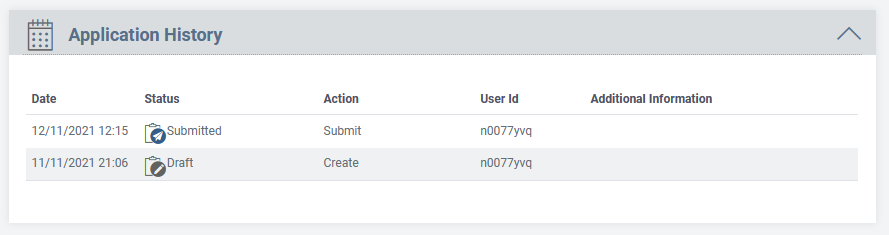 Application History
Date Status Action User Id Additional Information
12/11/2021 12:15 Submitted Submit n0077yvq
11/11/2021 21:06 Draft Create n0077yvq